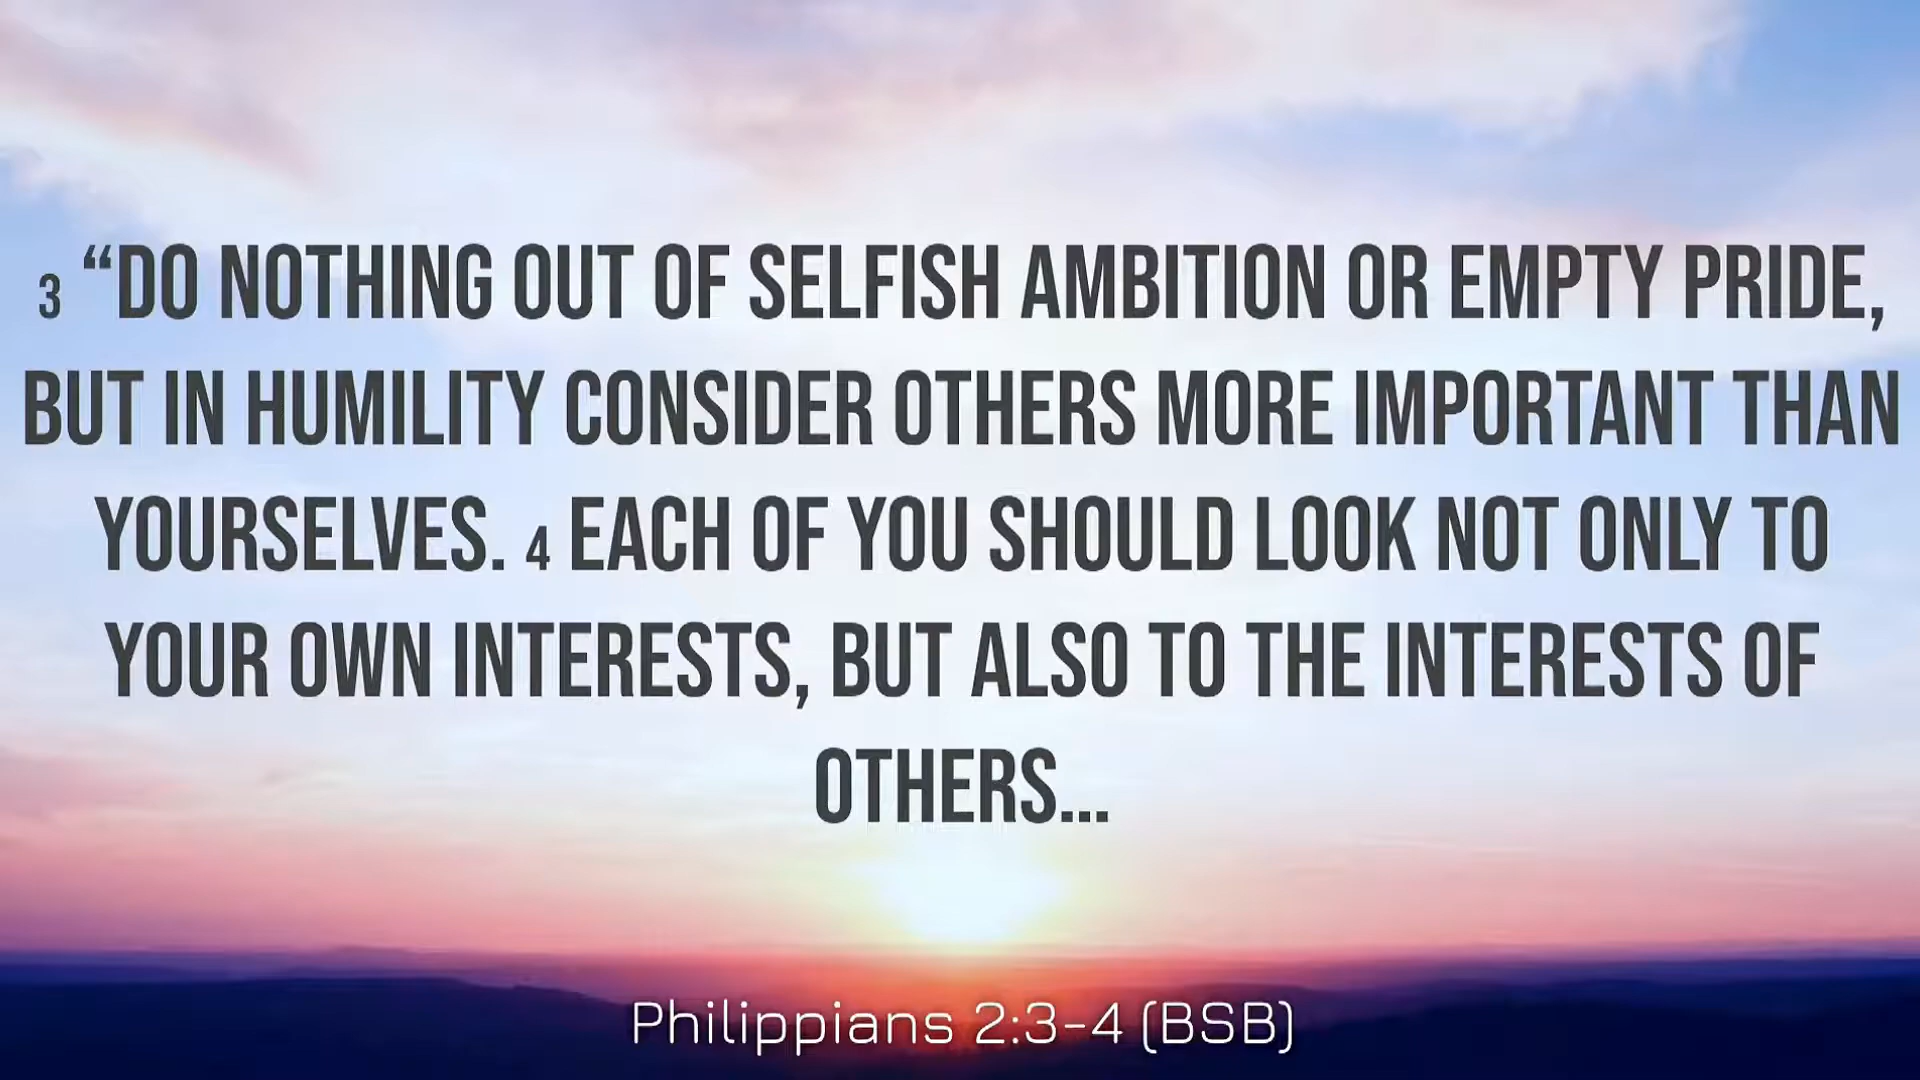 3 “DO NOTHING OUT OF SELFISH AMBITION OR EMPTY PRIDE,
BUT IN HUMILITY CONSIDER OTHERS MORE IMPORTANT THAN
YOURSELVES. 4 EACH OF YOU SHOULD LOOK NOT ONLY TO
YOUR OWN INTERESTS, BUT ALSO TO THE INTERESTS OF
OTHERS...
Philippians 2:3-4 (BSB)